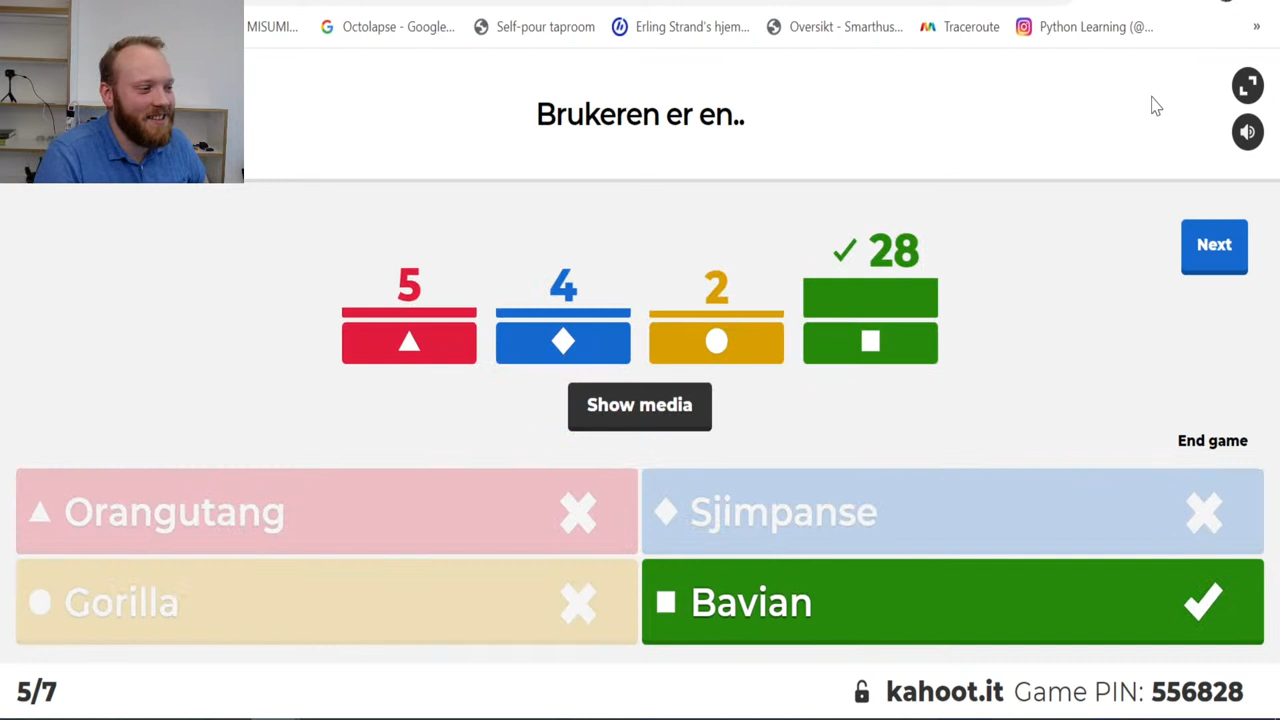 MISUMI...
Octolapse - Google...
Self-pour taproom
Erling Strand's hjem...
Oversikt - Smarthus...
Traceroute
Python Learning (@...
»
Brukeren er en..
Next
5
4
2
28
Show media
End game
Orangutang
Sjimpanse
Gorilla
Bavian
5/7
kahoot.it Game PIN: 556828